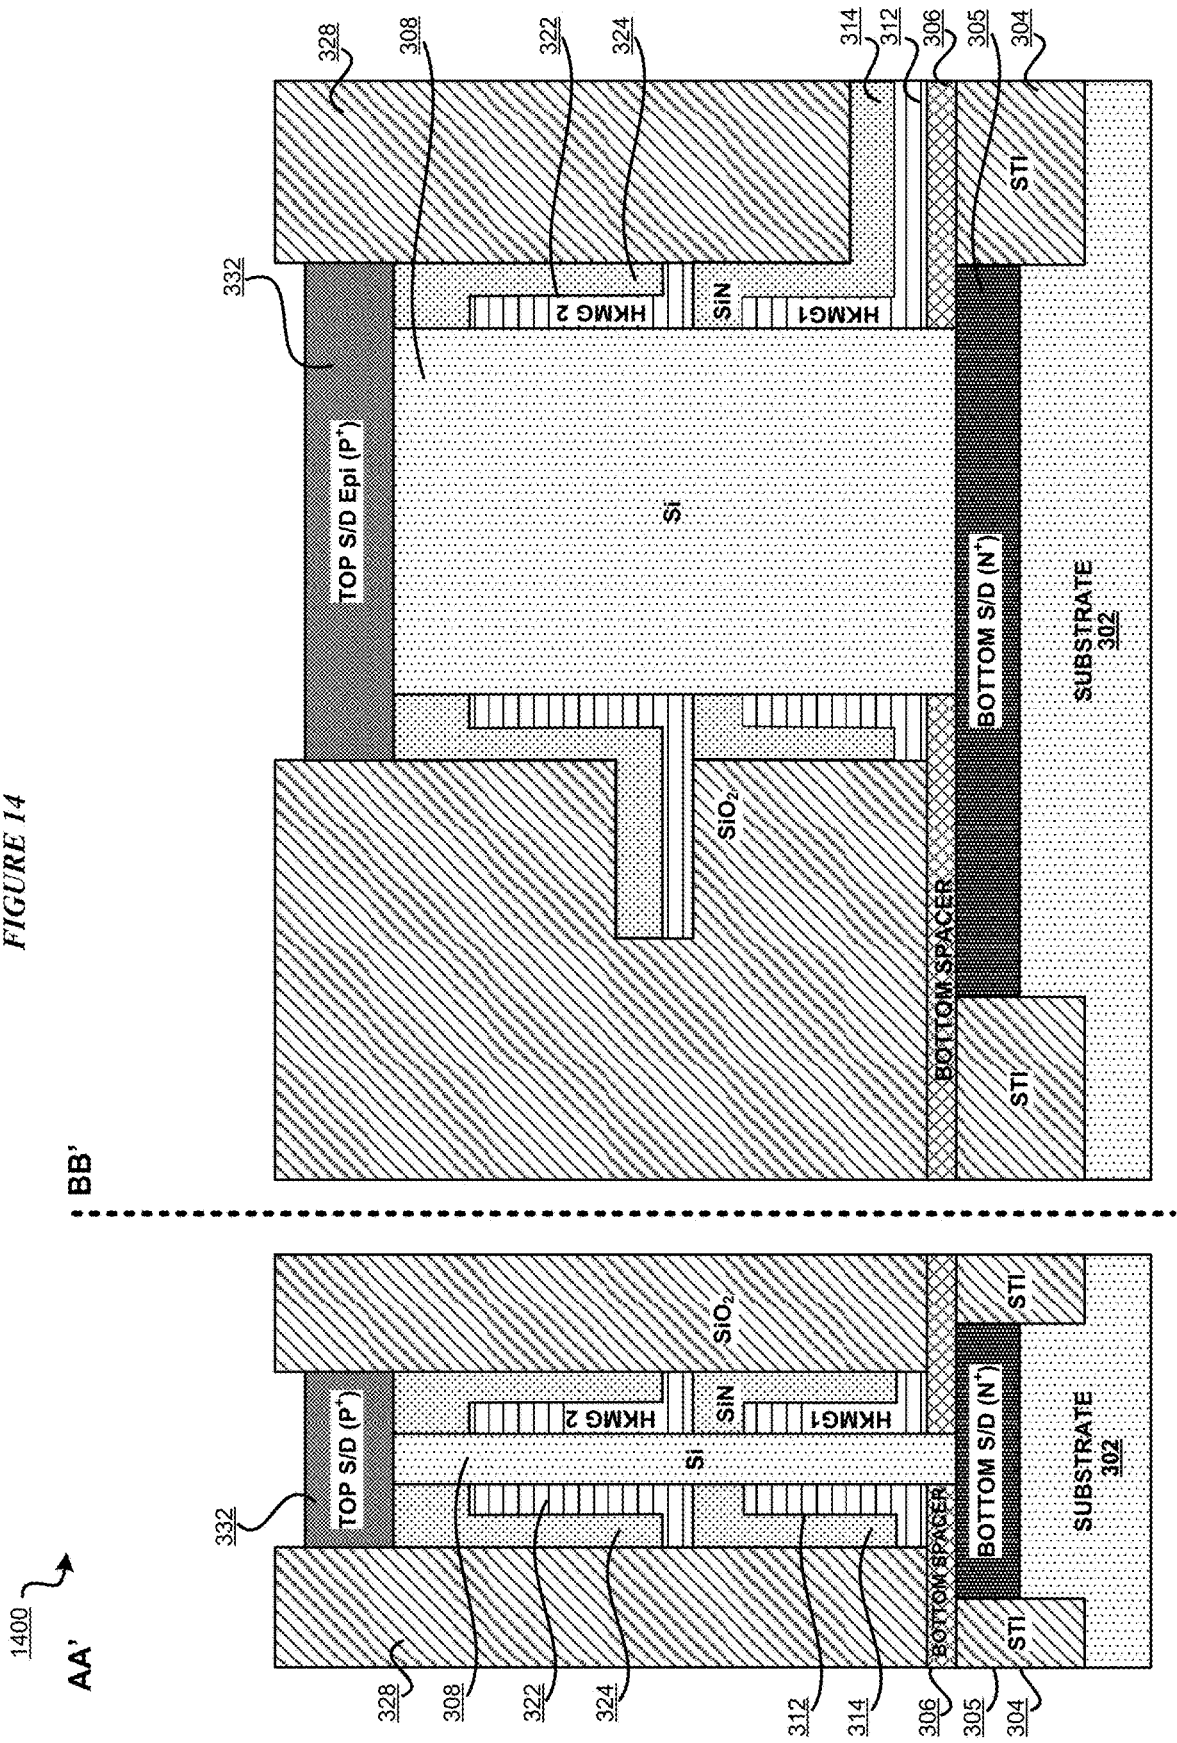 FIGURE 14
1400
AA'
BB'
332
TOP S/D (P⁺)
328
308
322
324
312
314
306
305
304
HKMG 2
SiN
HKMG1
SiO₂
Si
BOTTOM SPACER
STI
BOTTOM S/D (N⁺)
STI
SUBSTRATE
302
332
TOP S/D Epi (P⁺)
328
308
322
324
314
312
306
305
304
HKMG 2
SiN
HKMG1
Si
SiO₂
BOTTOM SPACER
STI
BOTTOM S/D (N⁺)
STI
SUBSTRATE
302